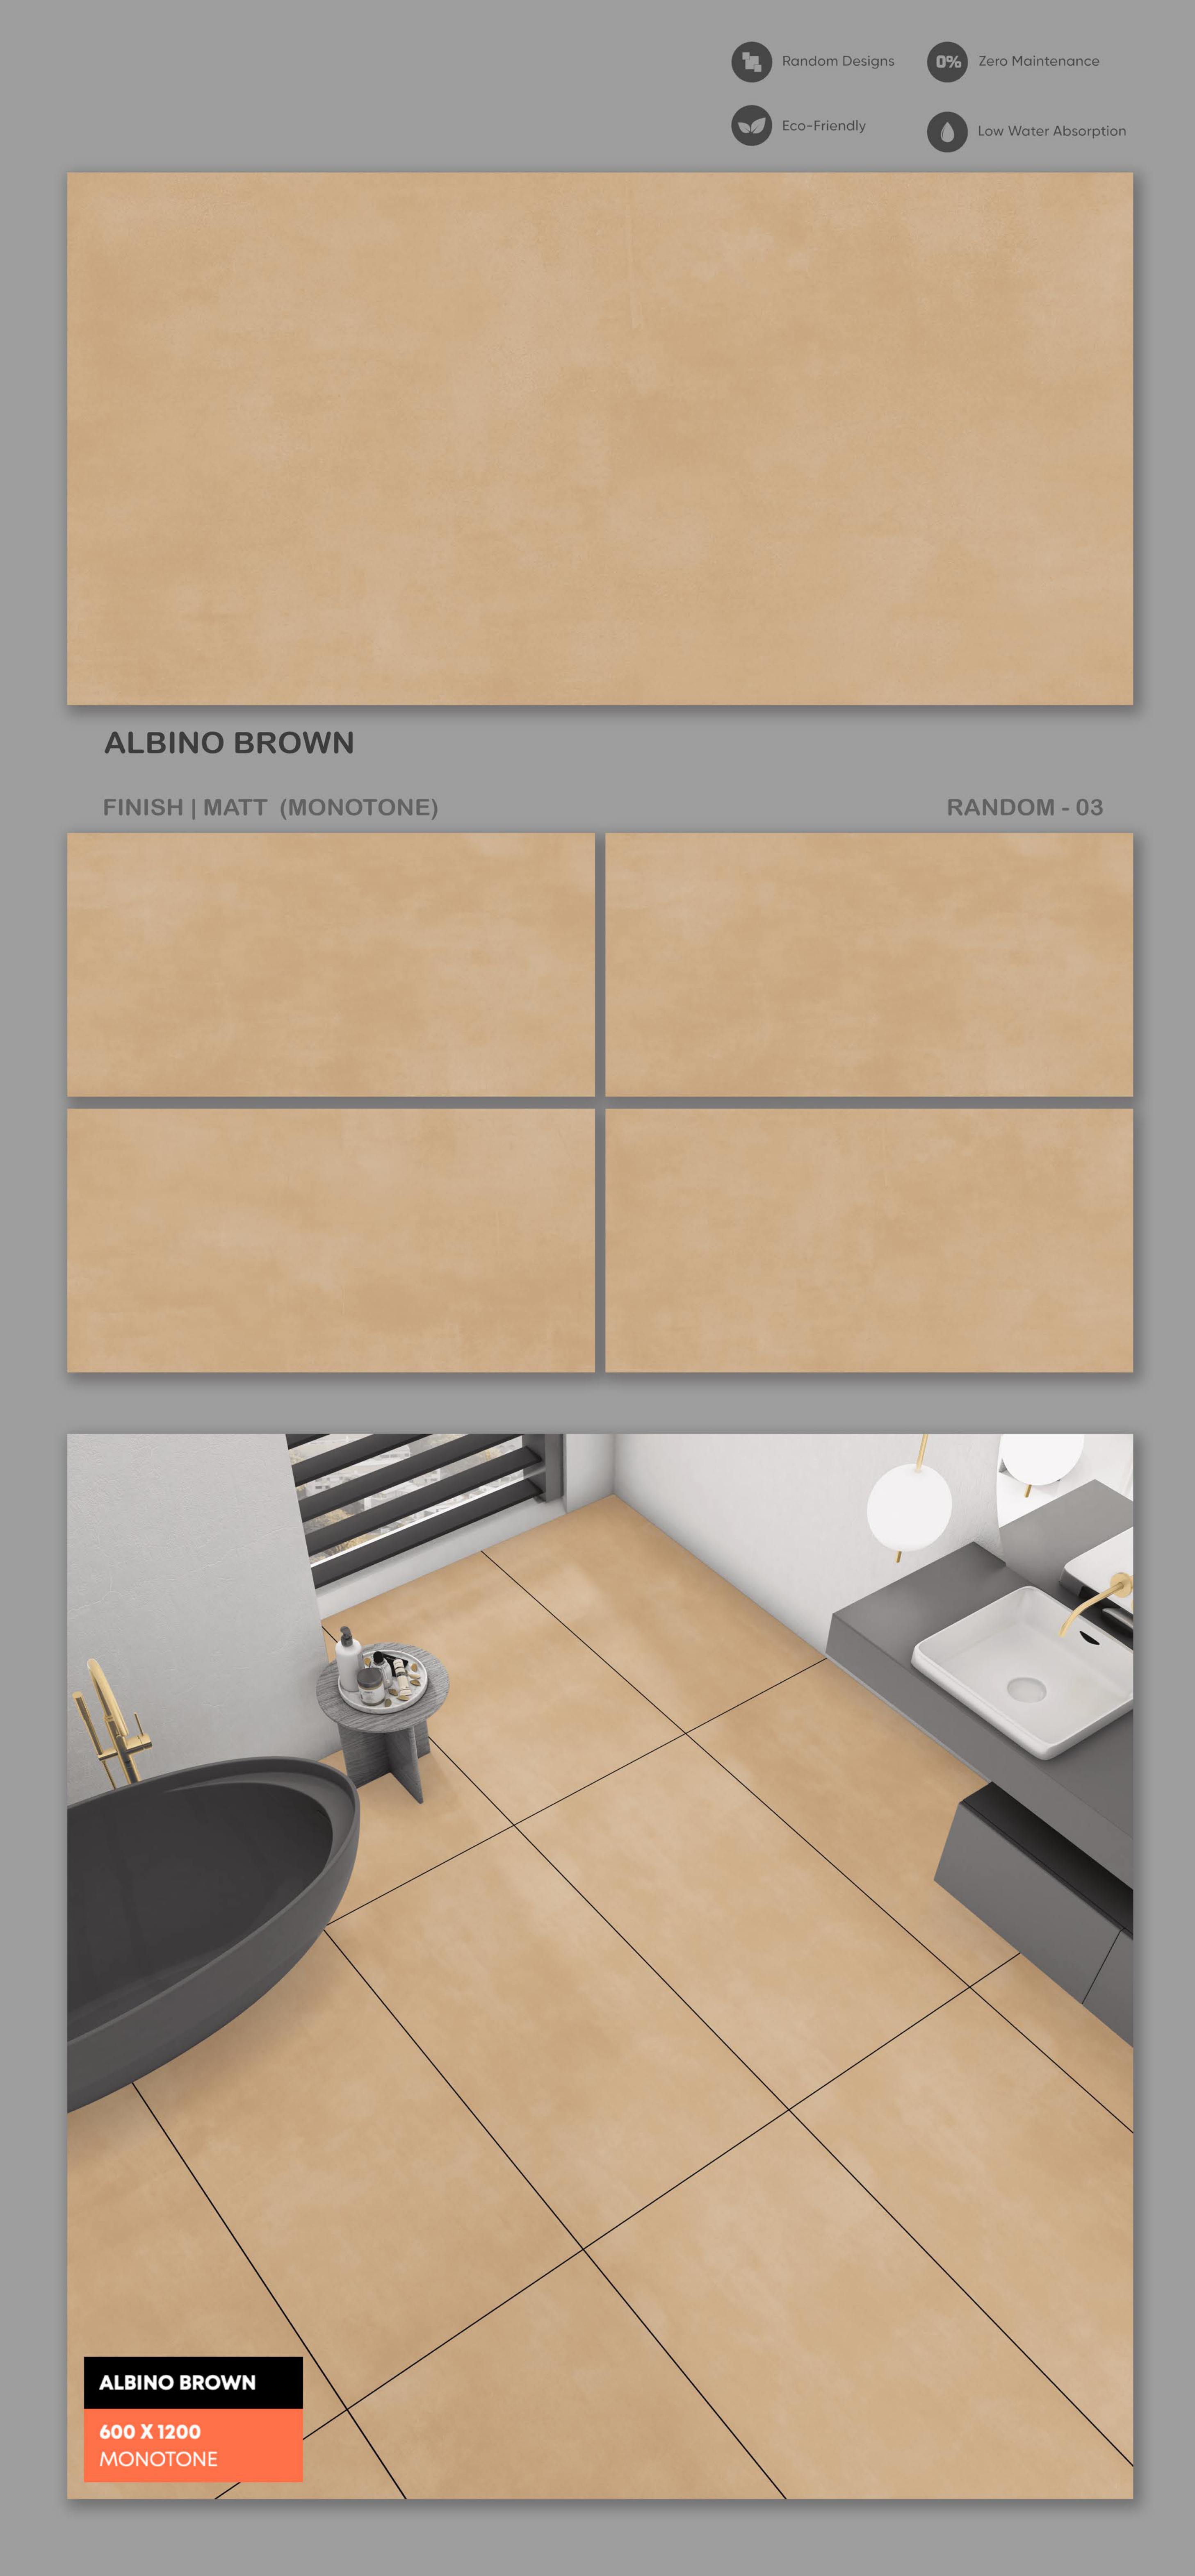 Random Designs
0% Zero Maintenance
Eco-Friendly
Low Water Absorption
ALBINO BROWN
FINISH | MATT (MONOTONE)
RANDOM - 03
ALBINO BROWN
600 X 1200
MONOTONE